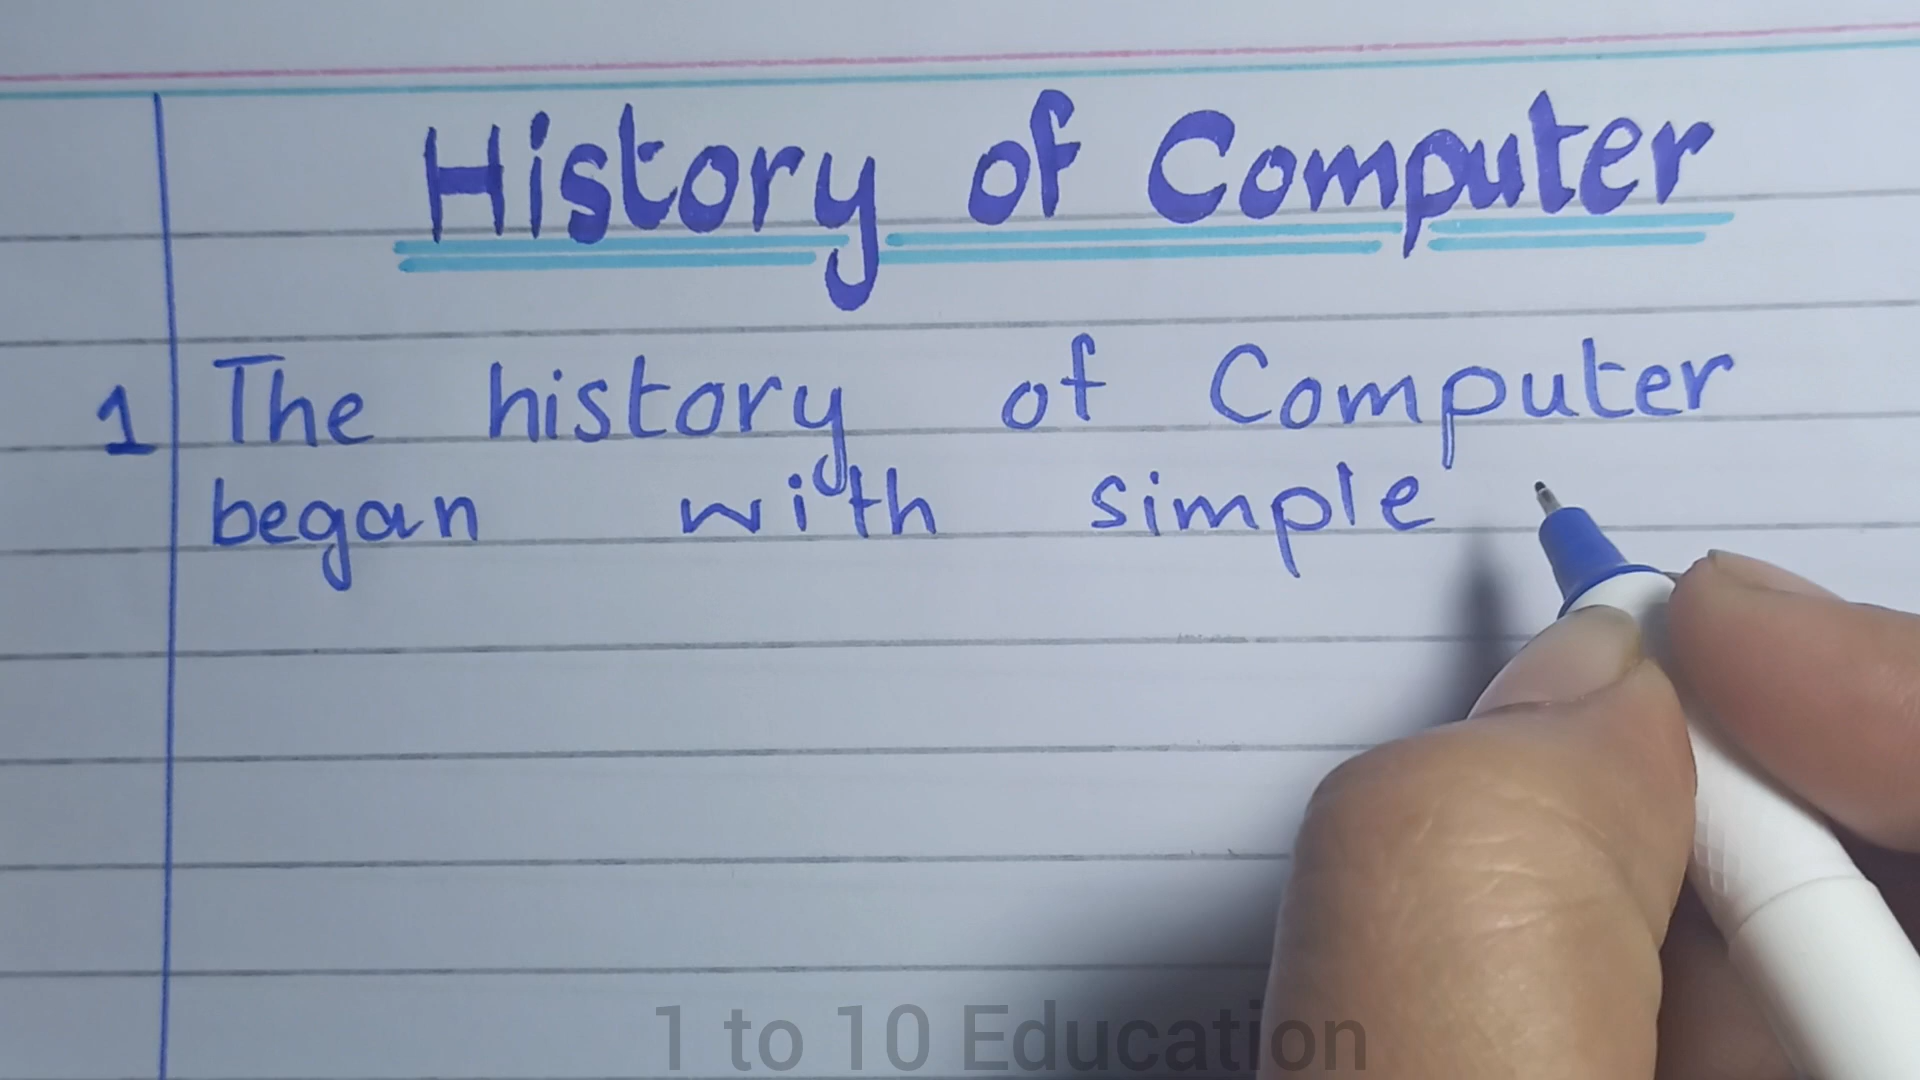 History of Computer
1 The history of Computer
began with simple
1 to 10 Education